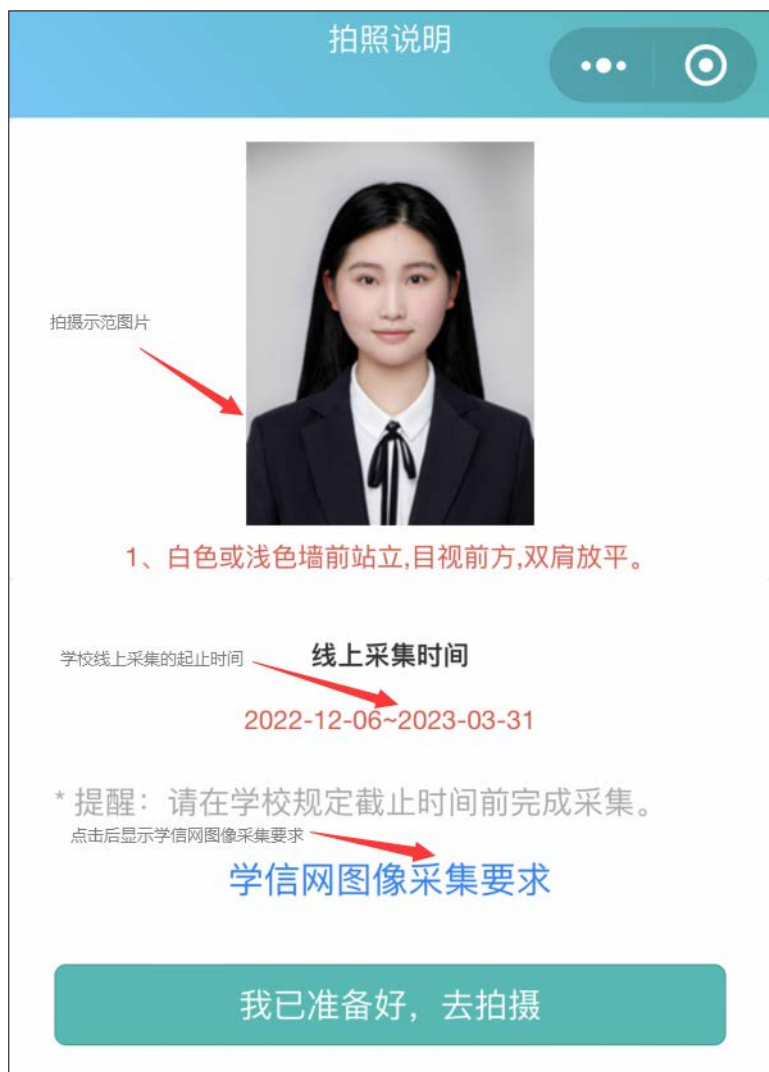 拍照说明
拍摄示范图片
1、白色或浅色墙前站立,目视前方,双肩放平。
学校线上采集的起止时间
线上采集时间
2022-12-06~2023-03-31
* 提醒：请在学校规定截止时间前完成采集。
点击后显示学信网图像采集要求
学信网图像采集要求
我已准备好，去拍摄